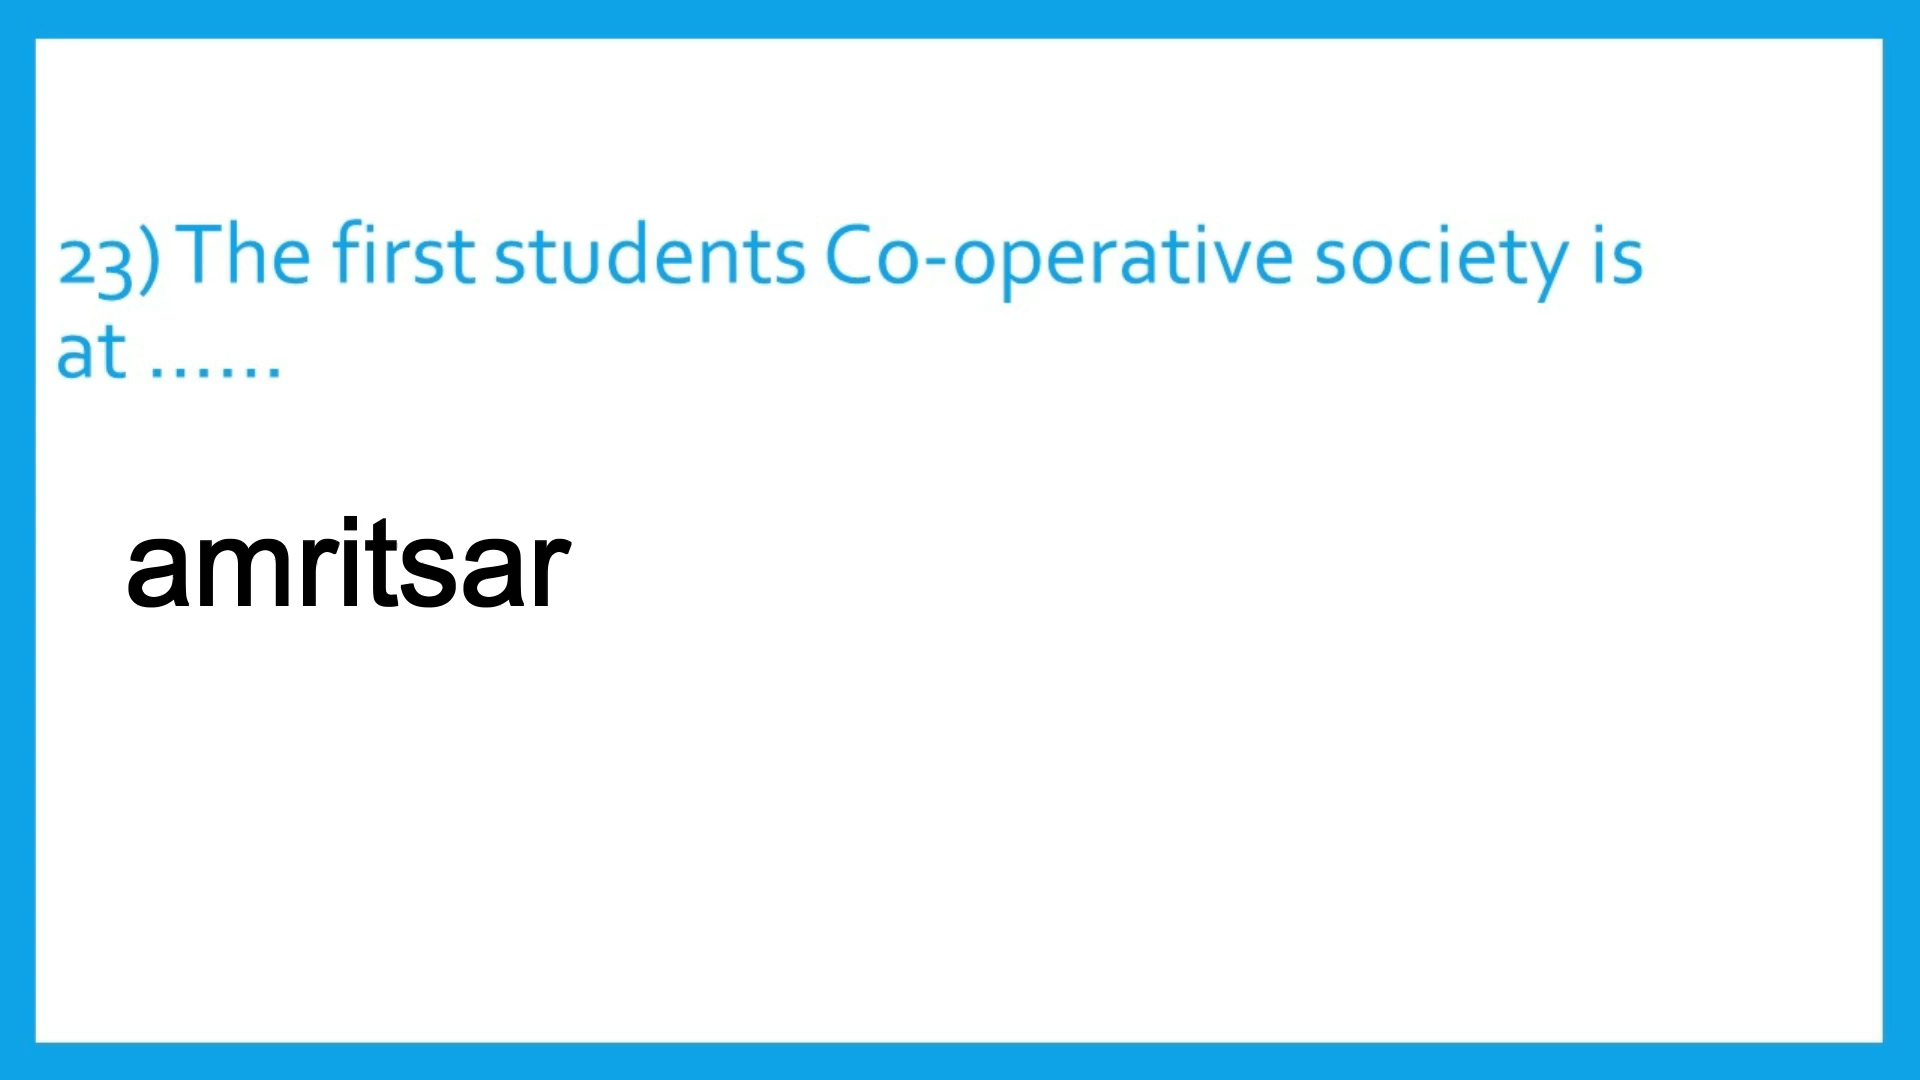 23) The first students Co-operative society is
at ......
amritsar